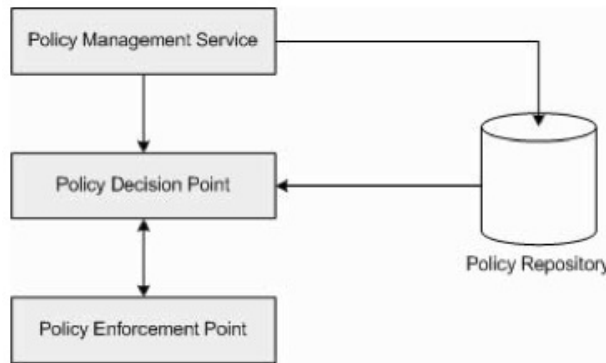 Policy Management Service
Policy Decision Point
Policy Repository
Policy Enforcement Point